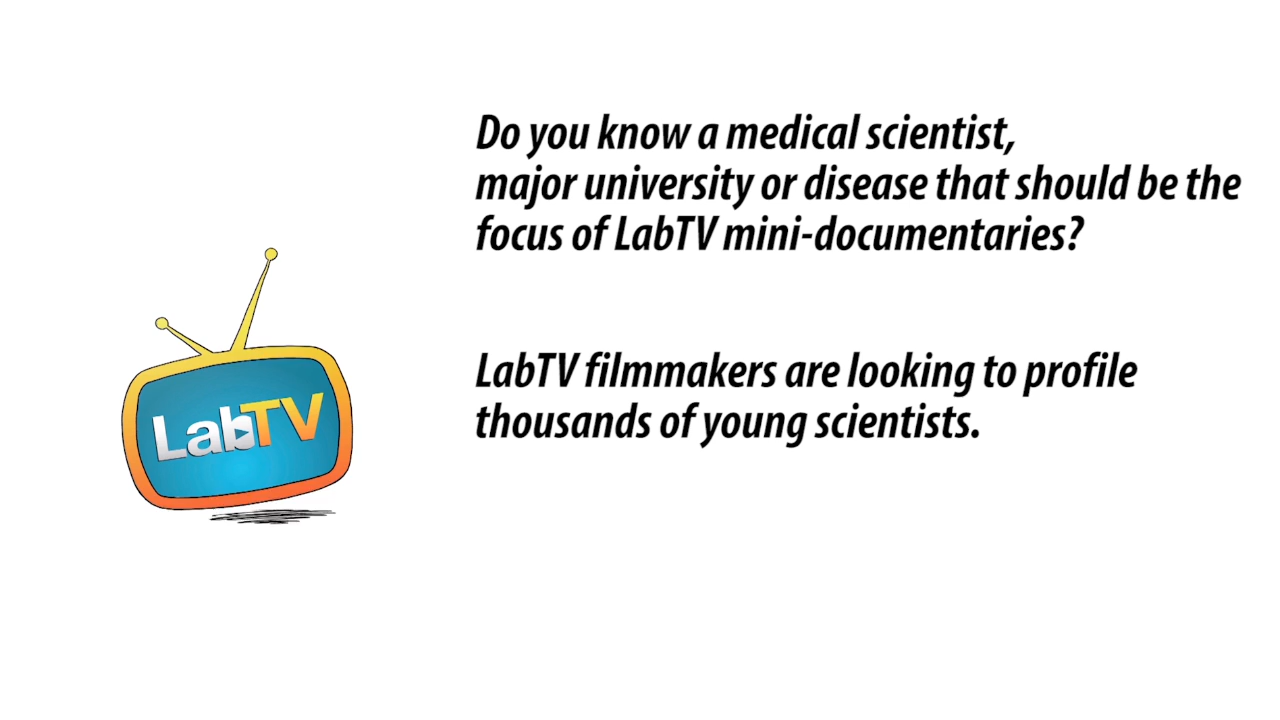 Do you know a medical scientist,
major university or disease that should be the
focus of LabTV mini-documentaries?
LabTV filmmakers are looking to profile
thousands of young scientists.
LabTV